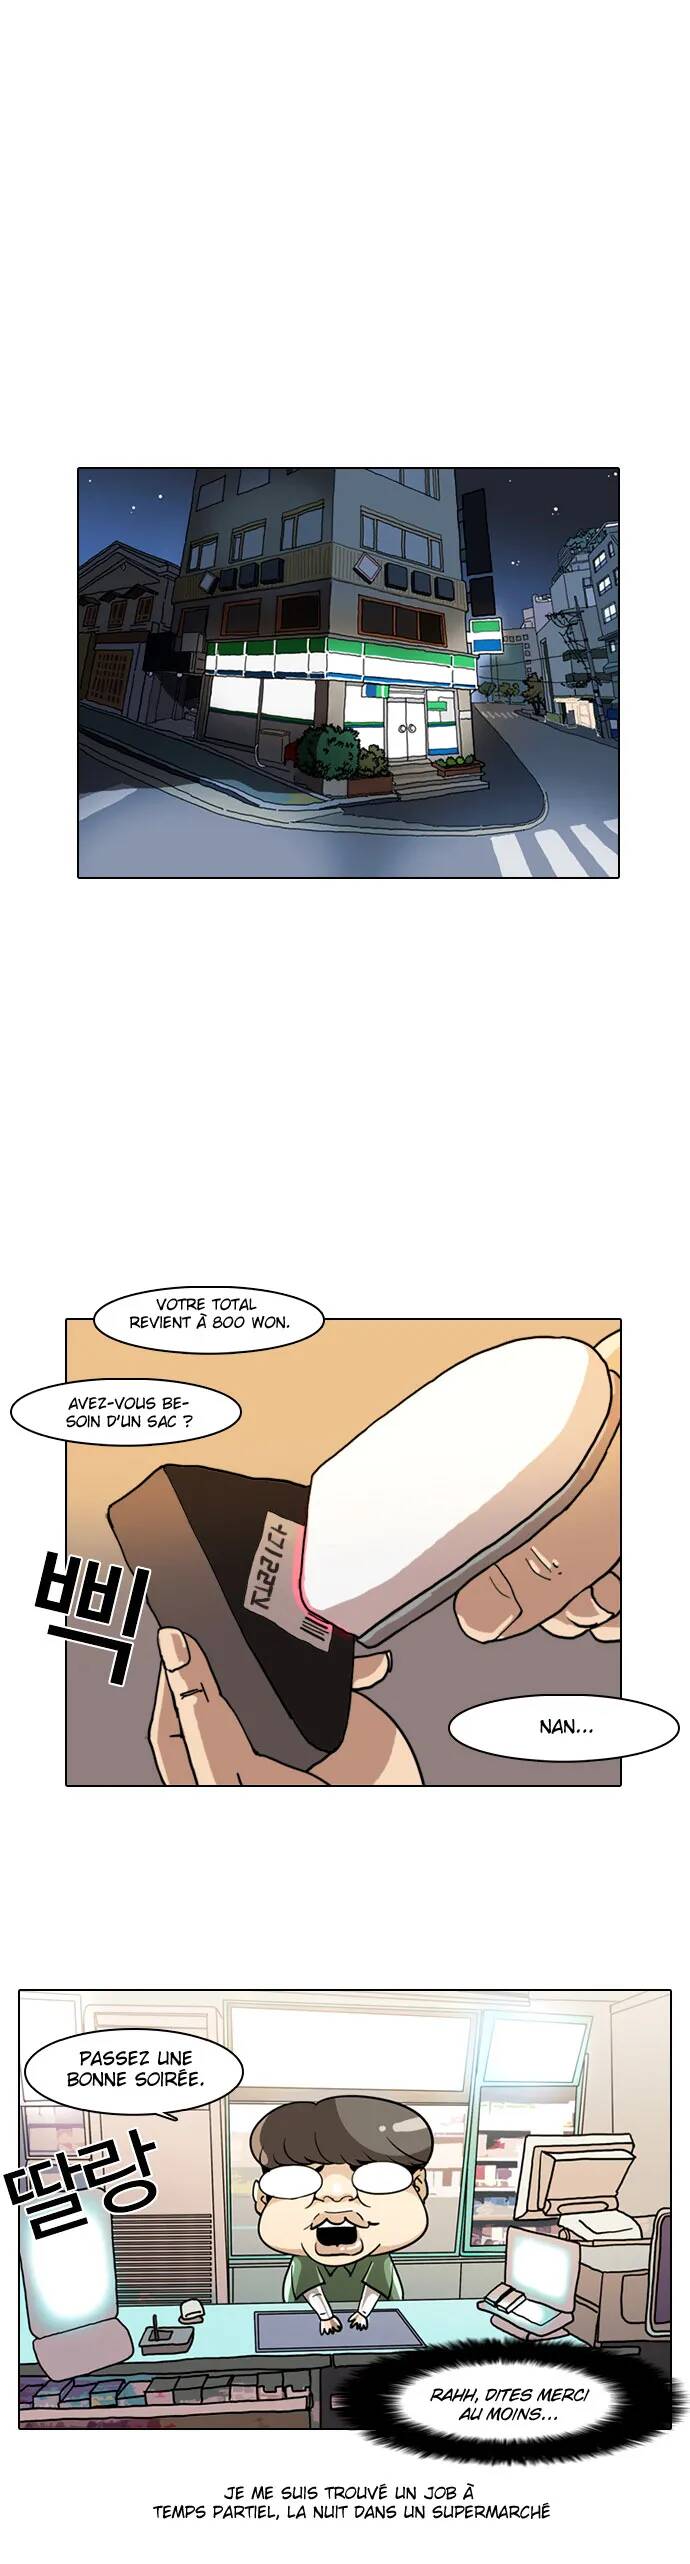 VOTRE TOTAL
REVIENT À 800 WON.
AVEZ-VOUS BE-
SOIN D'UN SAC ?
삑
NAN...
PASSEZ UNE
BONNE SOIRÉE.
딸랑
RAHH, DITES MERCI
AU MOINS...
JE ME SUIS TROUVÉ UN JOB À
TEMPS PARTIEL, LA NUIT DANS UN SUPERMARCHÉ